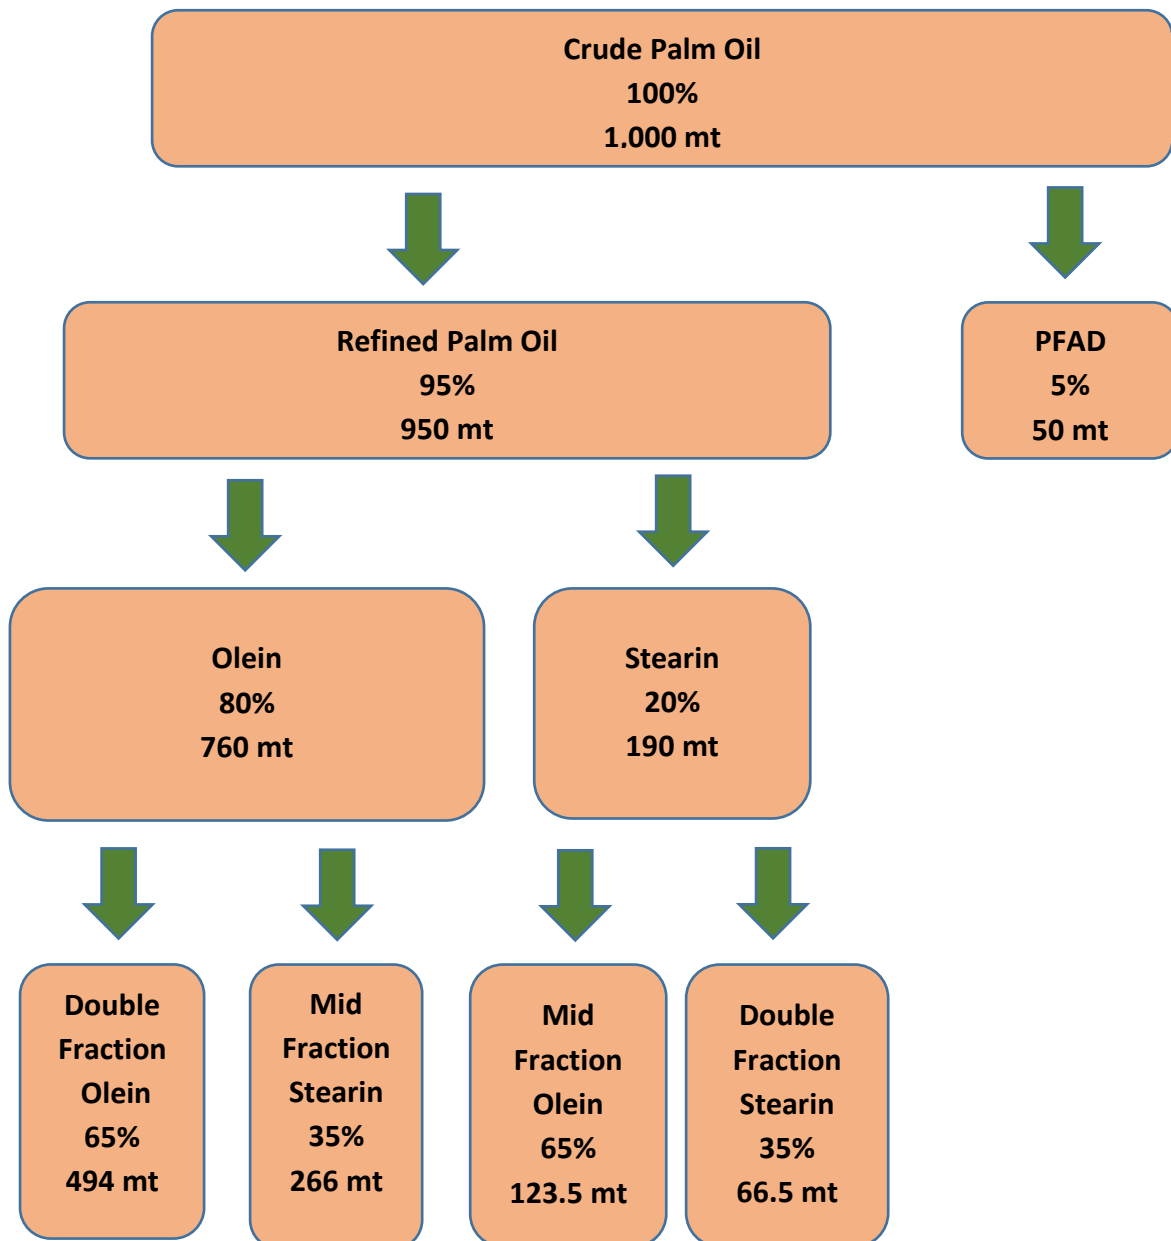 Crude Palm Oil
100%
1,000 mt
Refined Palm Oil
95%
950 mt
PFAD
5%
50 mt
Olein
80%
760 mt
Stearin
20%
190 mt
Double
Fraction
Olein
65%
494 mt
Mid
Fraction
Stearin
35%
266 mt
Mid
Fraction
Olein
65%
123.5 mt
Double
Fraction
Stearin
35%
66.5 mt